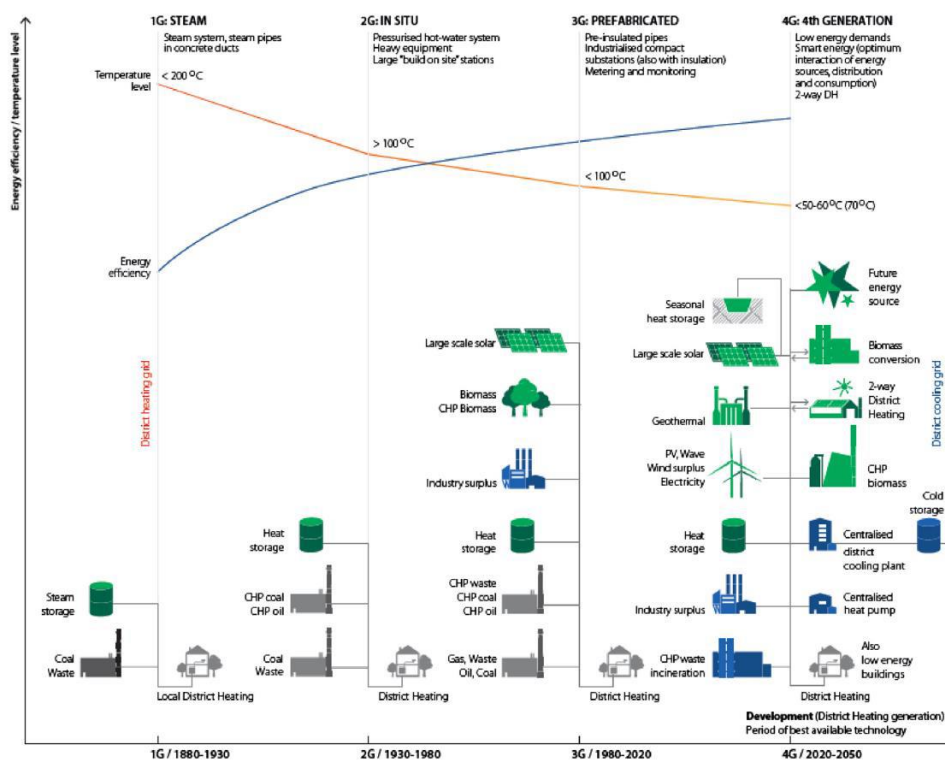 Energy efficiency / temperature level
1G: STEAM
Steam system, steam pipes
in concrete ducts
2G: IN SITU
Pressurised hot-water system
Heavy equipment
Large "build on site" stations
3G: PREFABRICATED
Pre-insulated pipes
Industrialised compact
substations (also with insulation)
Metering and monitoring
4G: 4th GENERATION
Low energy demands
Smart energy (optimum
interaction of energy
sources, distribution
and consumption)
2-way DH
Temperature
level
< 200 °C
> 100 °C
< 100 °C
<50-60°C (70°C)
Energy
efficiency
District heating grid
Steam
storage
Coal
Waste
Local District Heating
Heat
storage
CHP coal
CHP oil
Coal
Waste
District Heating
Large scale solar
Biomass
CHP Biomass
Industry surplus
Heat
storage
CHP waste
CHP coal
CHP oil
Gas, Waste
Oil, Coal
District Heating
Seasonal
heat storage
Large scale solar
Geothermal
PV, Wave
Wind surplus
Electricity
Heat
storage
Industry surplus
CHP waste
incineration
District Heating
Future
energy
source
Biomass
conversion
2-way
District
Heating
CHP
biomass
Centralised
district
cooling plant
Centralised
heat pump
Also
low energy
buildings
District cooling grid
Cold
storage
Development (District Heating generation)
Period of best available technology
1G / 1880-1930
2G / 1930-1980
3G / 1980-2020
4G / 2020-2050